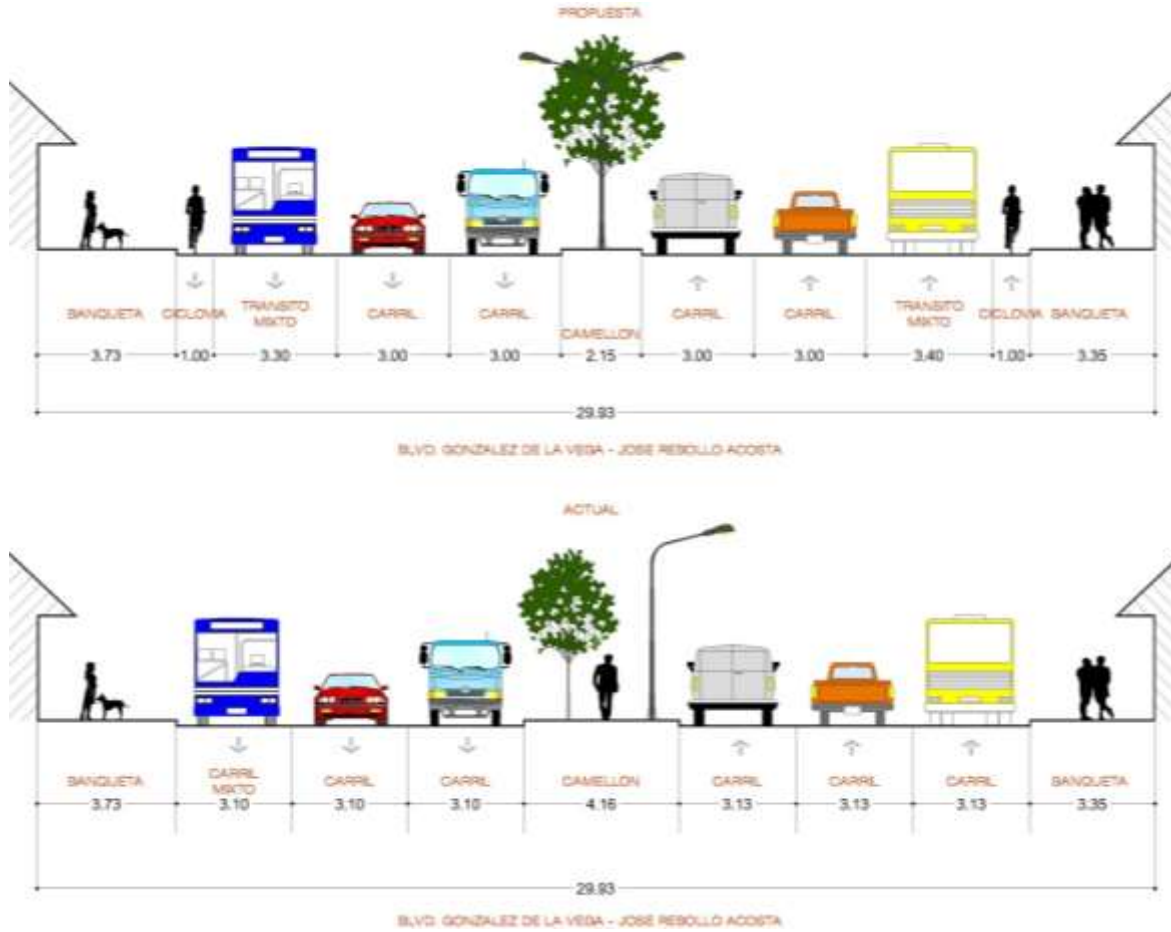 PROPUESTA
BANQUETA CICLOVIA TRANSITO MIXTO CARRIL CARRIL CAMELLON CARRIL CARRIL TRANSITO MIXTO CICLOVIA BANQUETA
3.73 1.00 3.30 3.00 3.00 2.15 3.00 3.00 3.40 1.00 3.35
29.93
BLVD. GONZALEZ DE LA VEGA - JOSE REBOLLO ACOSTA
ACTUAL
BANQUETA CARRIL MIXTO CARRIL CARRIL CAMELLON CARRIL CARRIL CARRIL BANQUETA
3.73 3.10 3.10 3.10 4.16 3.13 3.13 3.13 3.35
29.93
BLVD. GONZALEZ DE LA VEGA - JOSE REBOLLO ACOSTA